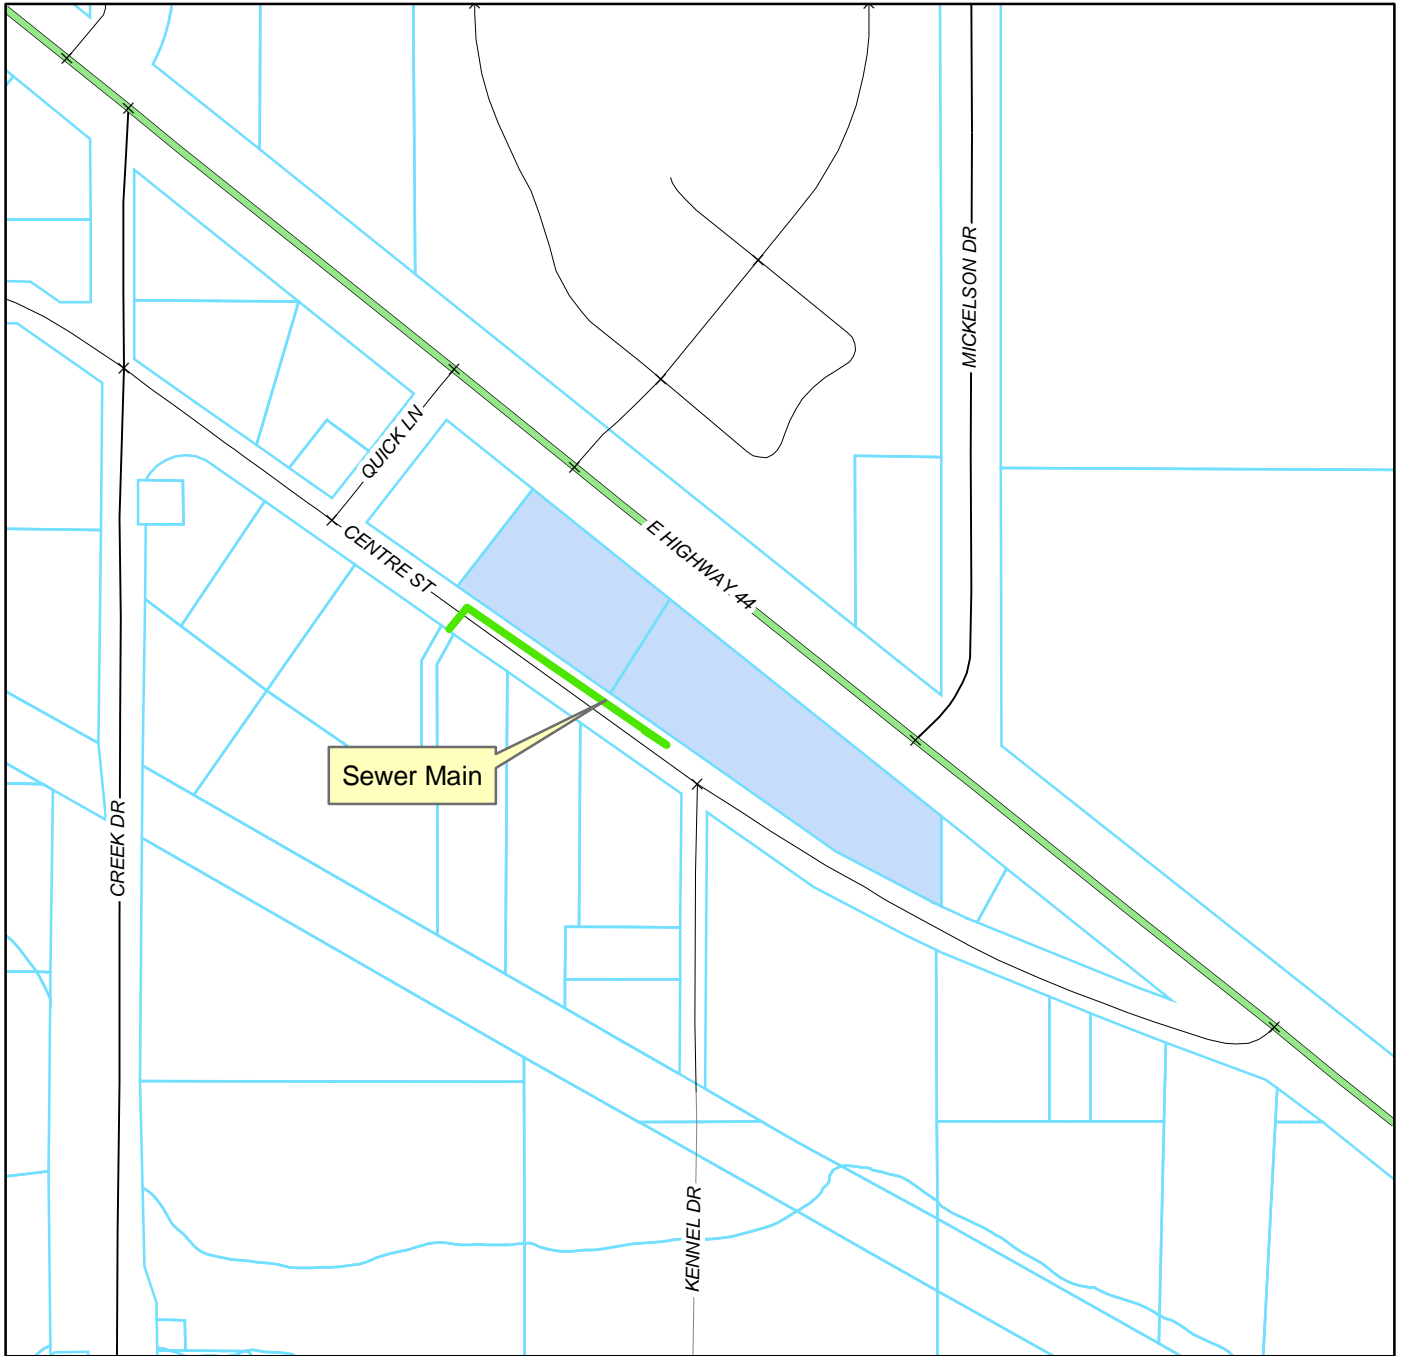 MICKELSON DR
QUICK LN
CENTRE ST
E HIGHWAY 44
Sewer Main
CREEK DR
KENNEL DR